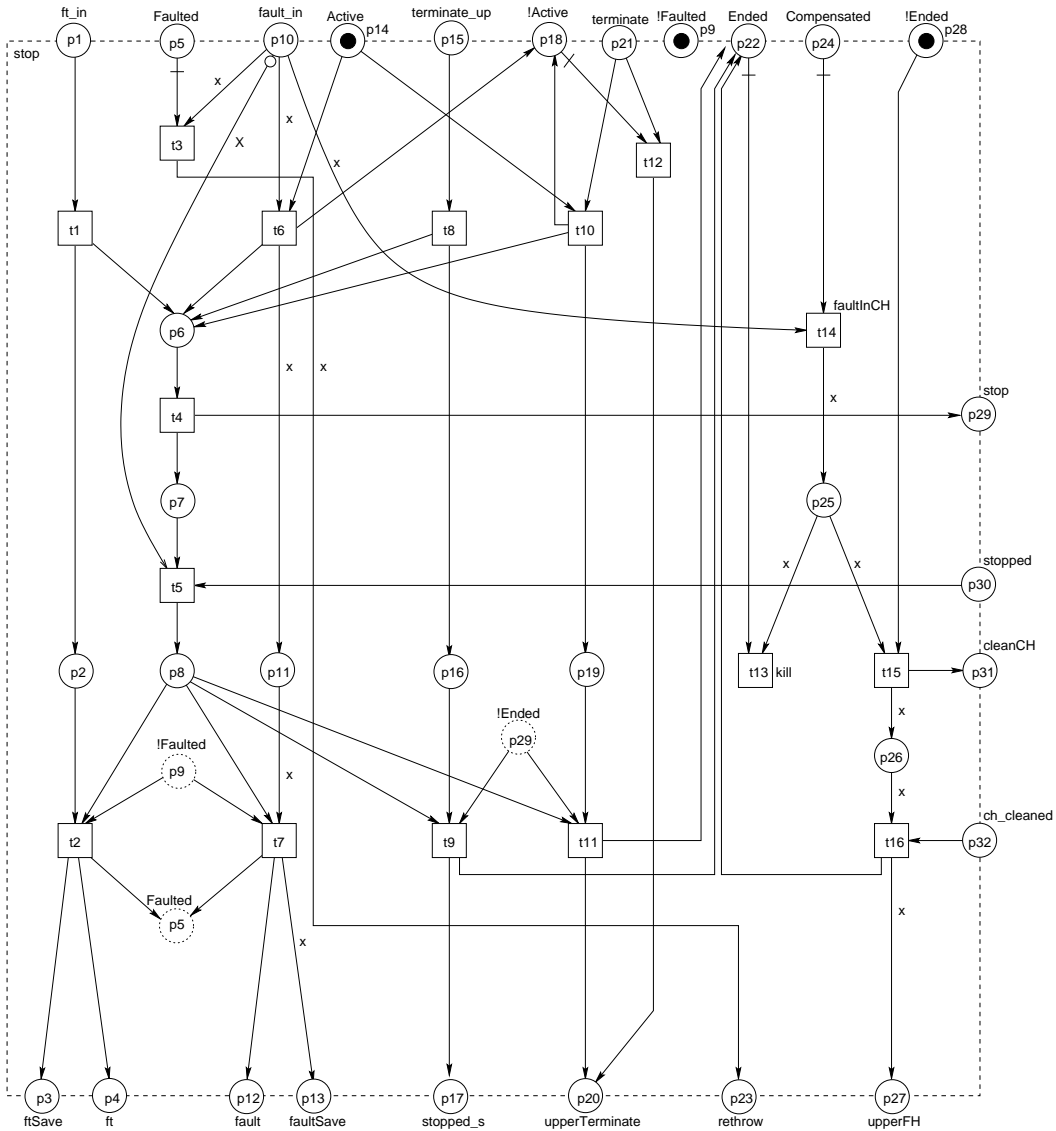 ft_in
Faulted
fault_in
Active
terminate_up
!Active
terminate
!Faulted
Ended
Compensated
!Ended
p1
p5
p10
p14
p15
p18
p21
p9
p22
p24
p28
stop
x
x
X
x
t3
t12
t1
t6
t8
t10
faultInCH
p6
t14
x
x
t4
x
stop
p29
p7
p25
x
x
stopped
t5
p30
p2
p8
p11
p16
p19
t13
kill
t15
cleanCH
p31
x
!Ended
p29
!Faulted
p9
x
p26
x
ch_cleaned
t2
t7
t9
t11
t16
p32
Faulted
p5
x
x
p3
p4
p12
p13
p17
p20
p23
p27
ftSave
ft
fault
faultSave
stopped_s
upperTerminate
rethrow
upperFH